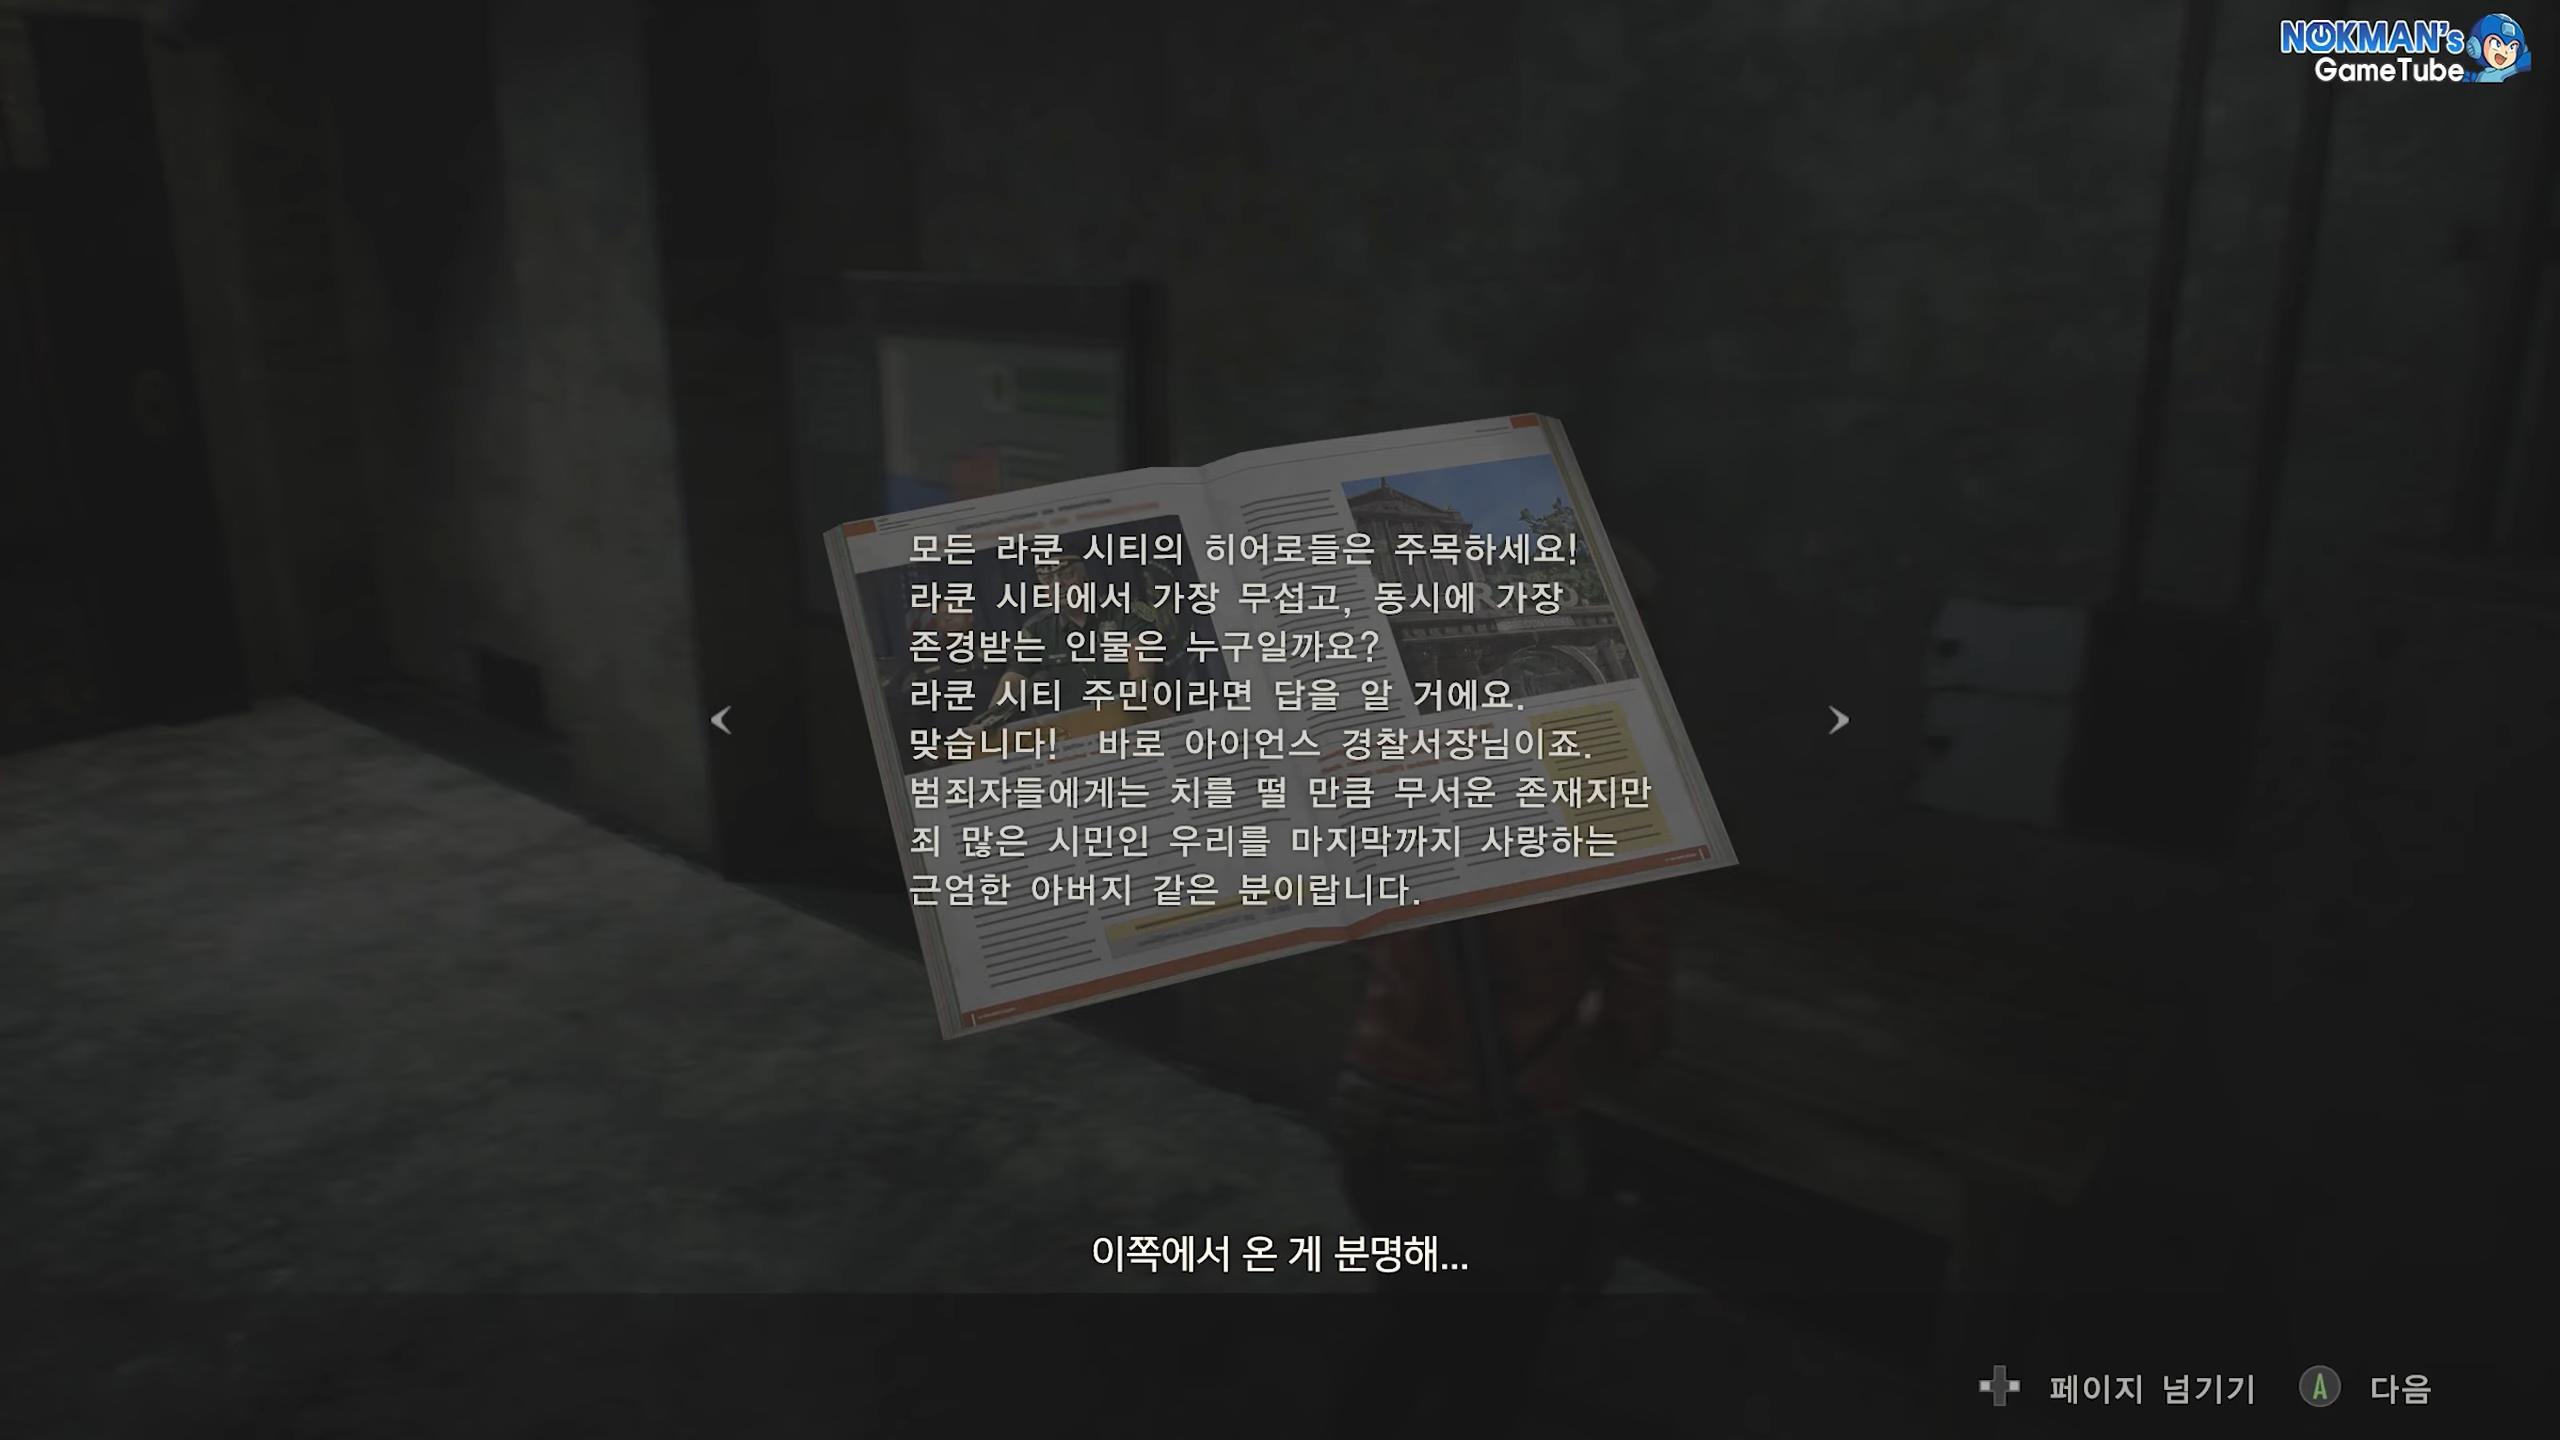 NOKMAN's
GameTube
모든 라쿤 시티의 히어로들은 주목하세요!
라쿤 시티에서 가장 무섭고, 동시에 가장
존경받는 인물은 누구일까요?
라쿤 시티 주민이라면 답을 알 거에요.
맞습니다! 바로 아이언스 경찰서장님이죠.
범죄자들에게는 치를 떨 만큼 무서운 존재지만
죄 많은 시민인 우리를 마지막까지 사랑하는
근엄한 아버지 같은 분이랍니다.
이쪽에서 온 게 분명해...
페이지 넘기기 A 다음